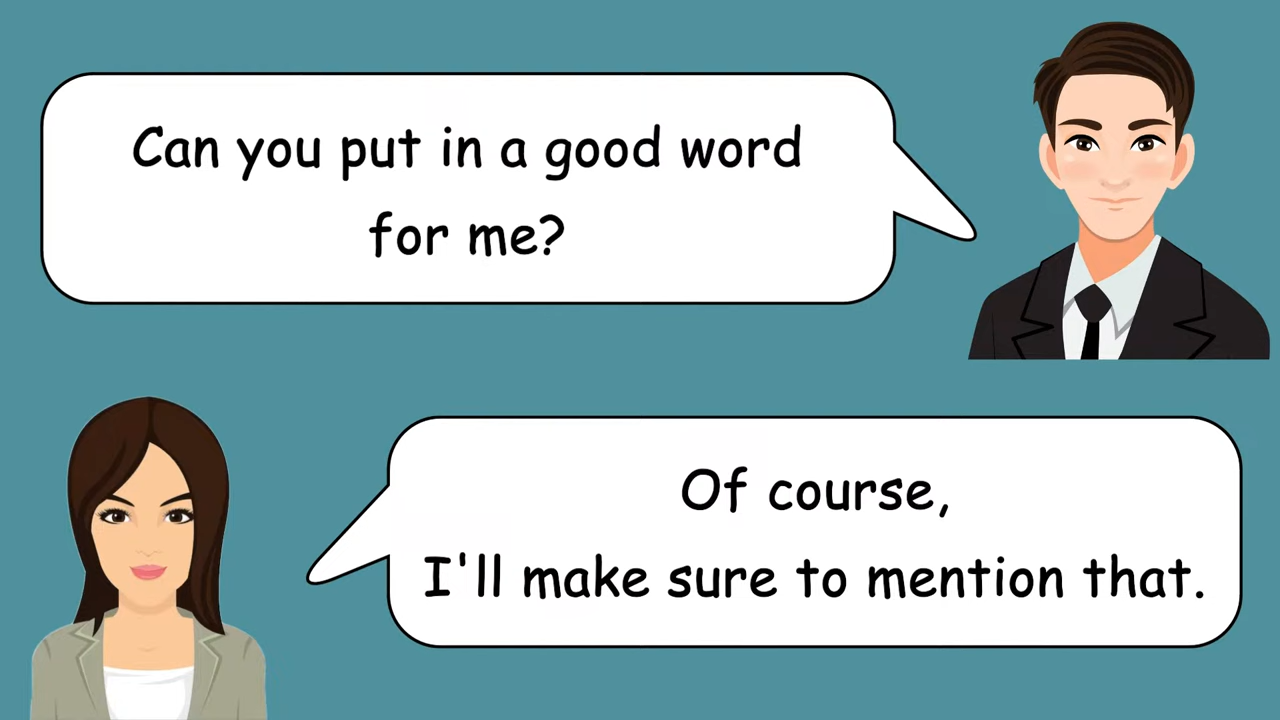 Can you put in a good word
for me?
Of course,
I'll make sure to mention that.